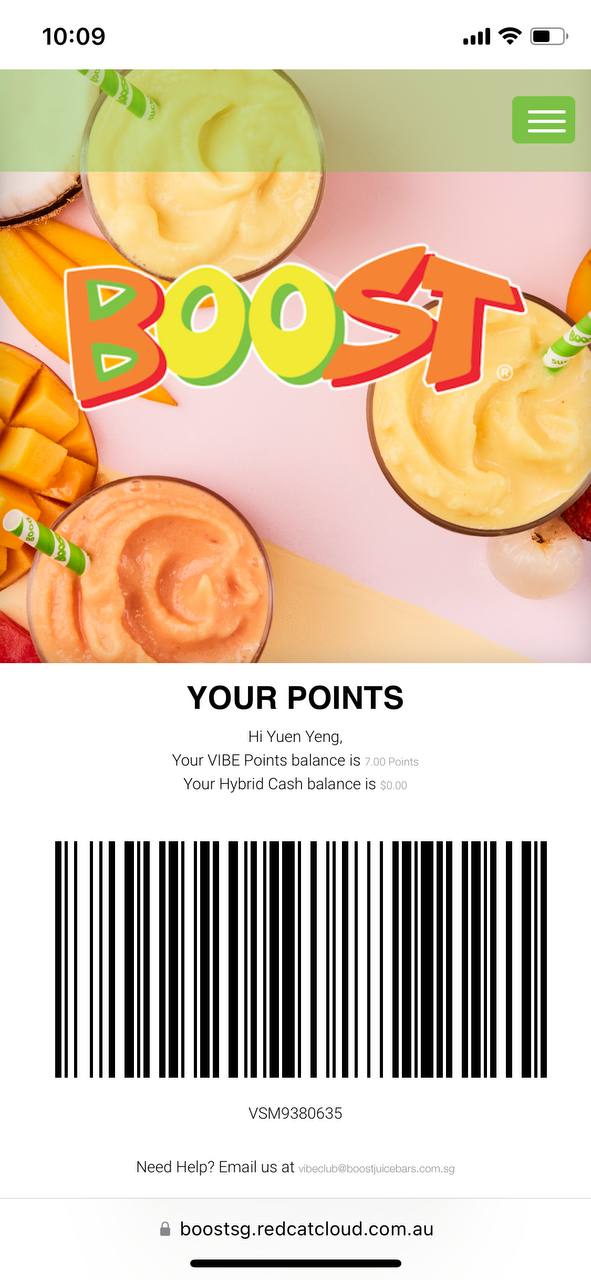 10:09
BOOST®
YOUR POINTS
Hi Yuen Yeng,
Your VIBE Points balance is 7.00 Points
Your Hybrid Cash balance is $0.00
VSM9380635
Need Help? Email us at vibeclub@boostjuicebars.com.sg
boostsg.redcatcloud.com.au